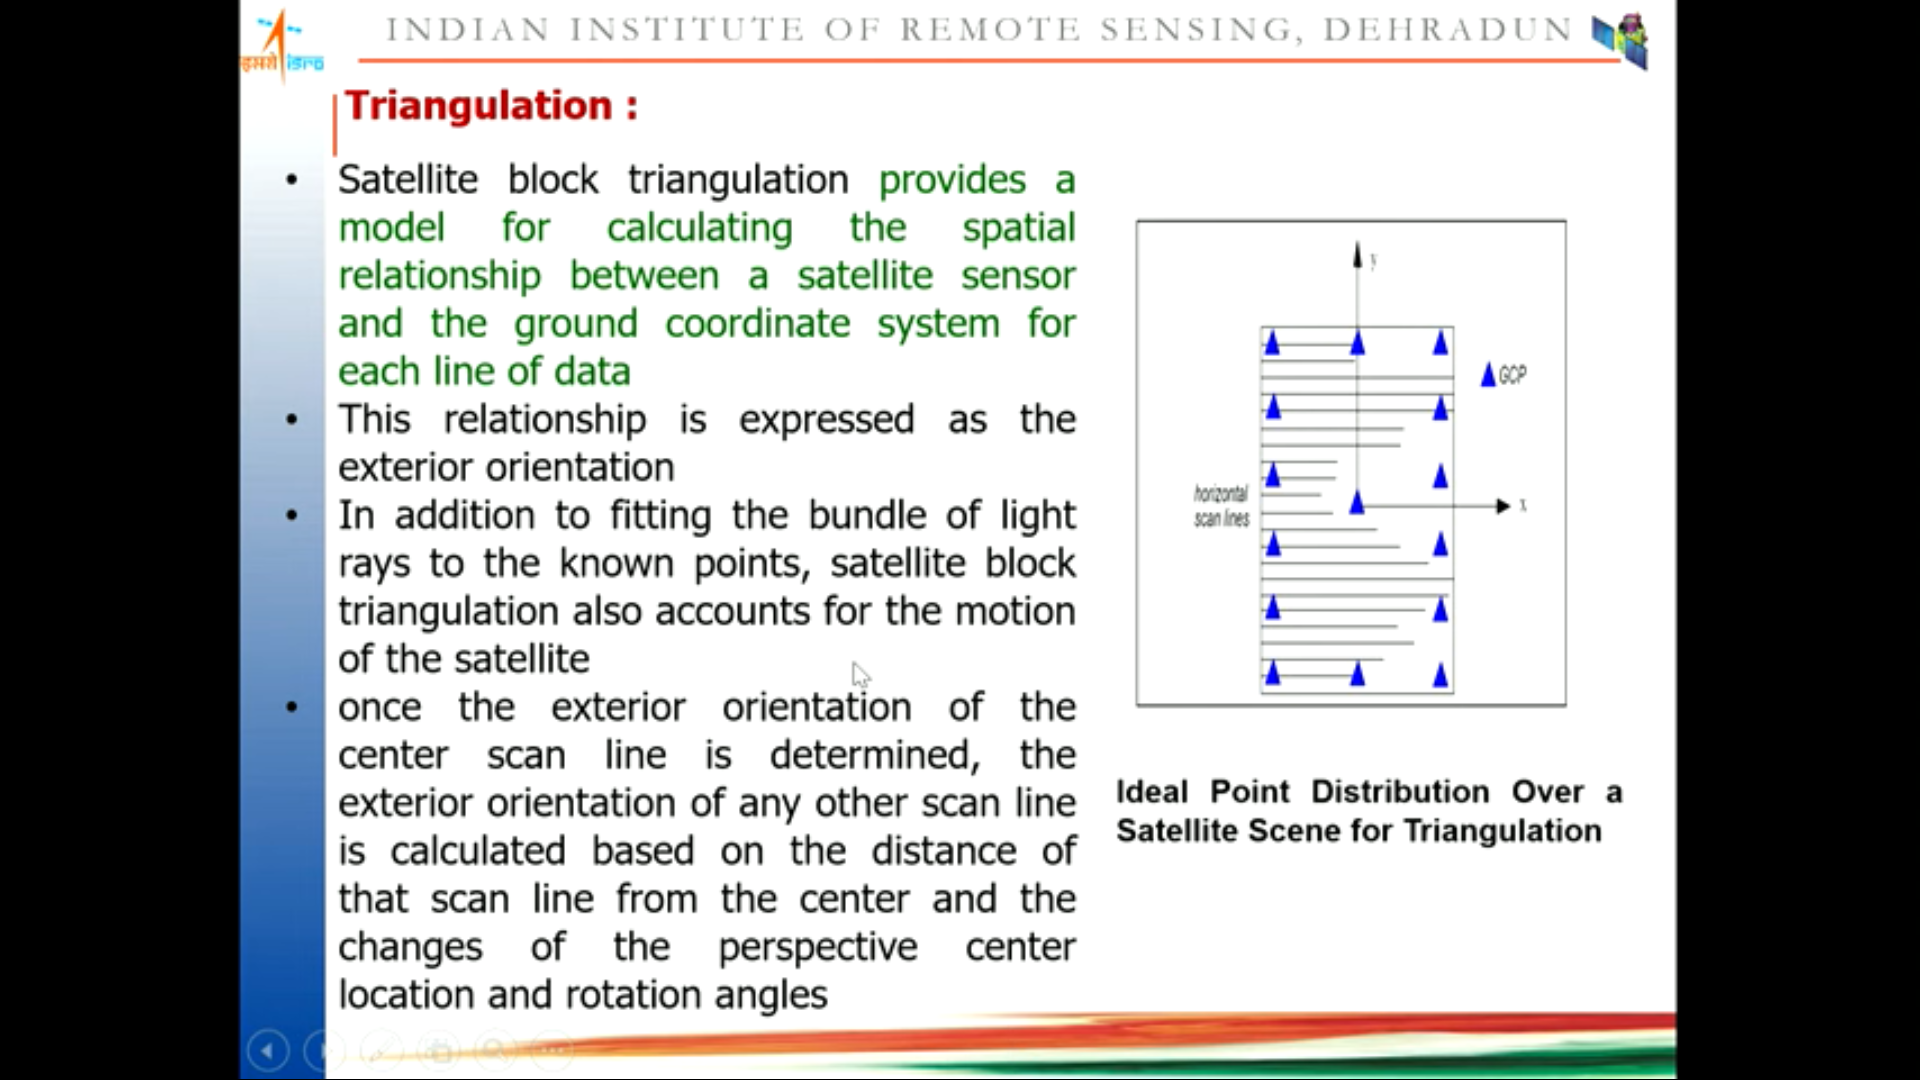 INDIAN INSTITUTE OF REMOTE SENSING, DEHRADUN
इसरो isro
Triangulation :
• Satellite block triangulation provides a
model for calculating the spatial
relationship between a satellite sensor
and the ground coordinate system for
each line of data
• This relationship is expressed as the
exterior orientation
• In addition to fitting the bundle of light
rays to the known points, satellite block
triangulation also accounts for the motion
of the satellite
• once the exterior orientation of the
center scan line is determined, the
exterior orientation of any other scan line
is calculated based on the distance of
that scan line from the center and the
changes of the perspective center
location and rotation angles
y
GCP
horizontal
scan lines
x
Ideal Point Distribution Over a
Satellite Scene for Triangulation